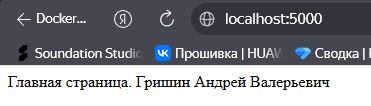 Docker... Я localhost:5000
Soundation Studio Прошивка | HUAW Сводка |
Главная страница. Гришин Андрей Валерьевич